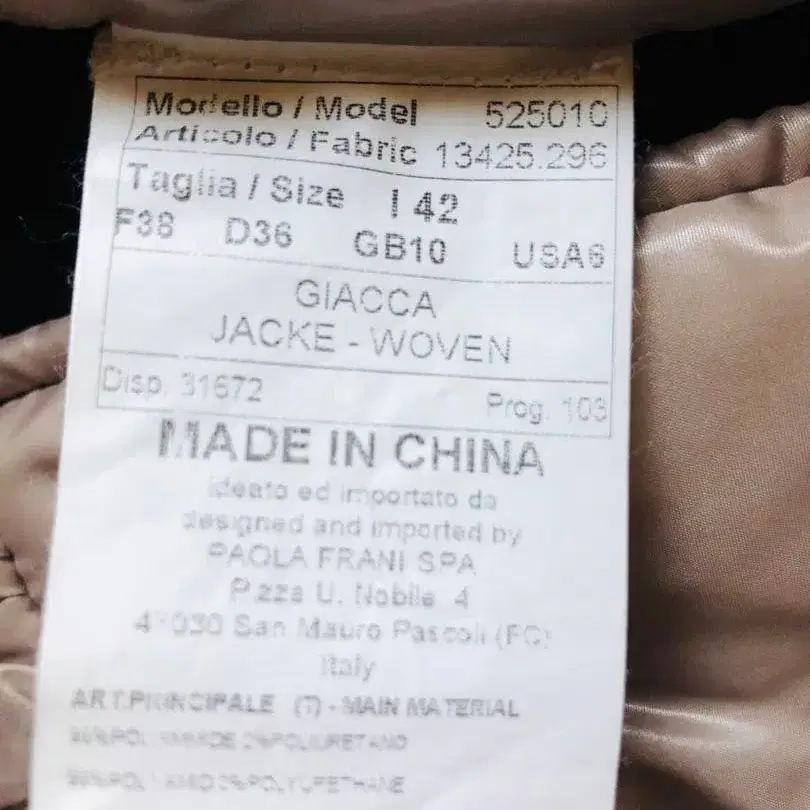 Modello / Model 525010
Articolo / Fabric 13425.296
Taglia / Size I 42
F38 D36 GB10 USA6
GIACCA
JACKE - WOVEN
Disp. 31672 Prog. 103
MADE IN CHINA
ideato ed importato da
designed and imported by
PAOLA FRANI SPA
P.zza U. Nobile 4
San Mauro Pascoli (FC)
Italy
ART.PRINCIPALE (T) - MAIN MATERIAL